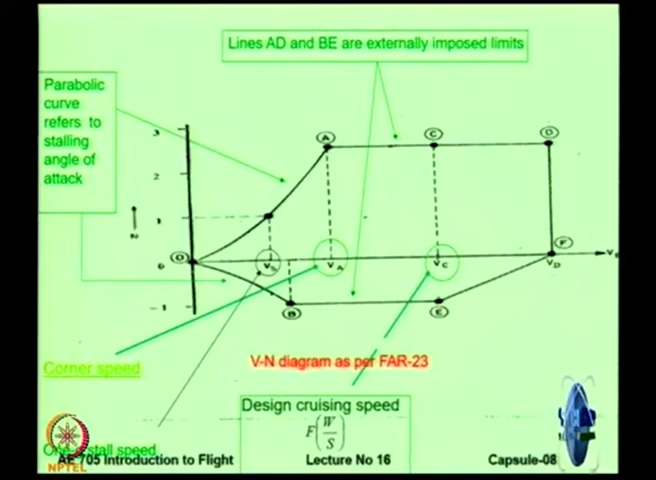 Lines AD and BE are externally imposed limits
Parabolic
curve
refers to
stalling
angle of
attack
3
2
1
0
-1
A
C
D
O
F
B
E
V_A
V_C
V_D
Corner speed
V-N diagram as per FAR-23
Design cruising speed
F(W/S)
stall speed
AE 705 Introduction to Flight
Lecture No 16
Capsule-08
NPTEL